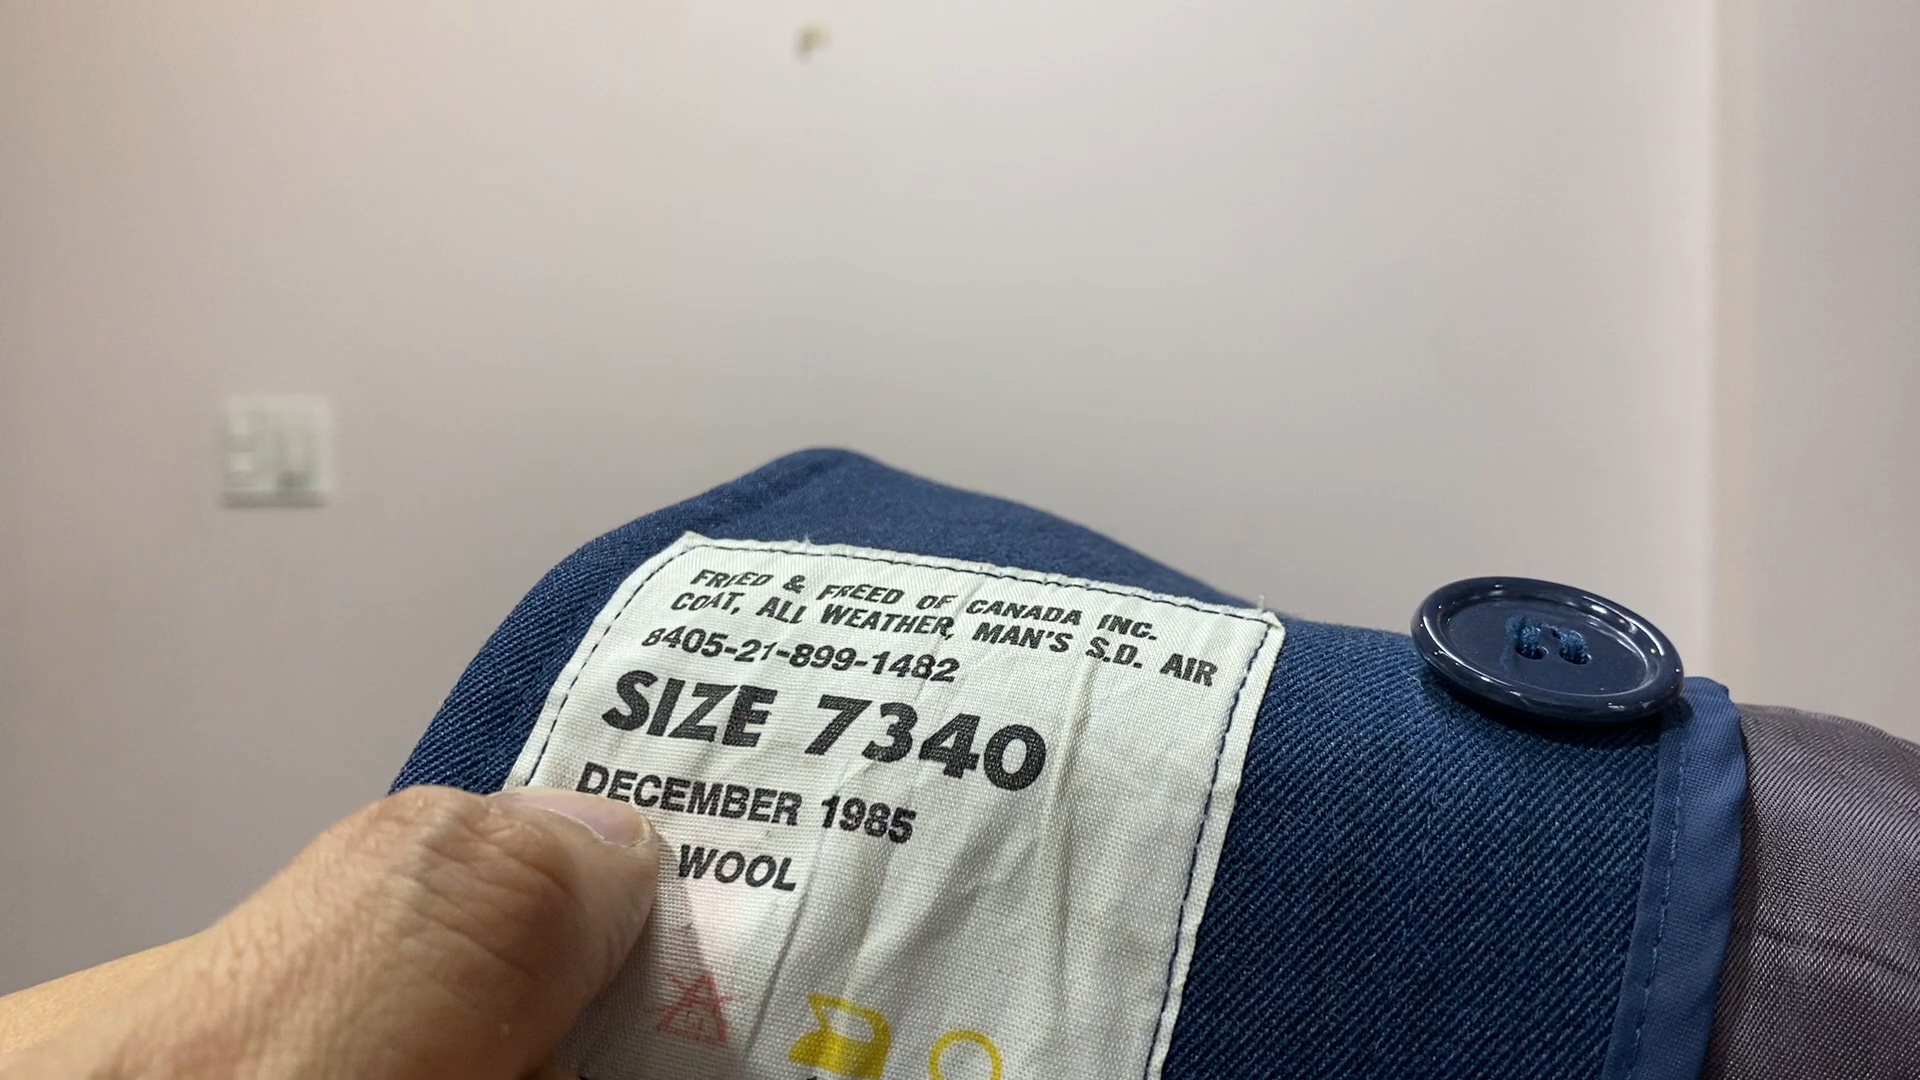 FREED & FREED OF CANADA INC.
COAT, ALL WEATHER, MAN'S S.D. AIR
8405-21-899-1482
SIZE 7340
DECEMBER 1985
WOOL